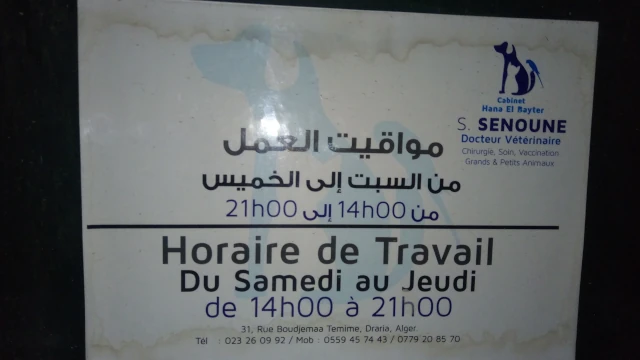 Cabinet
Hana El Bayter
S. SENOUNE
Docteur Vétérinaire
Chirurgie, Soin, Vaccination
Grands & Petits Animaux
مواقيت العمل
من السبت إلى الخميس
من 14h00 إلى 21h00
Horaire de Travail
Du Samedi au Jeudi
de 14h00 à 21h00
31, Rue Boudjemaa Temime, Draria, Alger.
Tél : 023 26 09 92 / Mob : 0559 45 74 43 / 0779 20 85 70